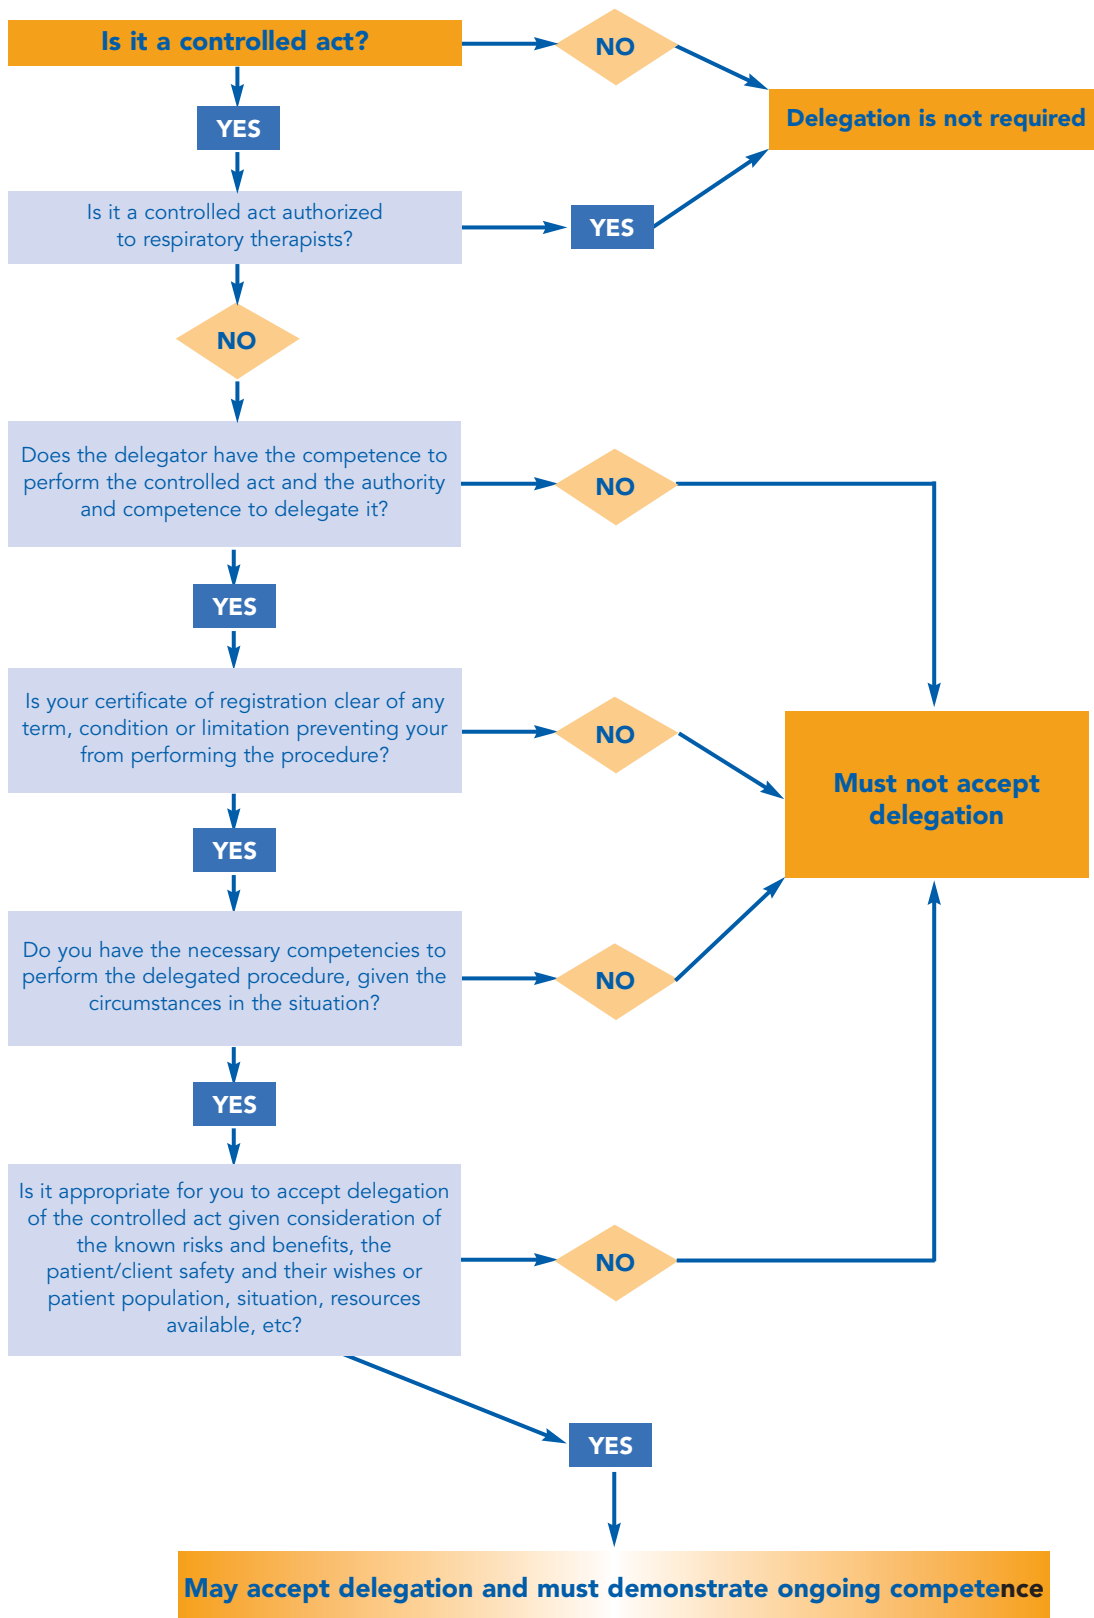 Is it a controlled act?
NO
Delegation is not required
YES
Is it a controlled act authorized
to respiratory therapists?
YES
NO
Does the delegator have the competence to
perform the controlled act and the authority
and competence to delegate it?
NO
YES
Is your certificate of registration clear of any
term, condition or limitation preventing your
from performing the procedure?
NO
Must not accept
delegation
YES
Do you have the necessary competencies to
perform the delegated procedure, given the
circumstances in the situation?
NO
YES
Is it appropriate for you to accept delegation
of the controlled act given consideration of
the known risks and benefits, the
patient/client safety and their wishes or
patient population, situation, resources
available, etc?
NO
YES
May accept delegation and must demonstrate ongoing competence